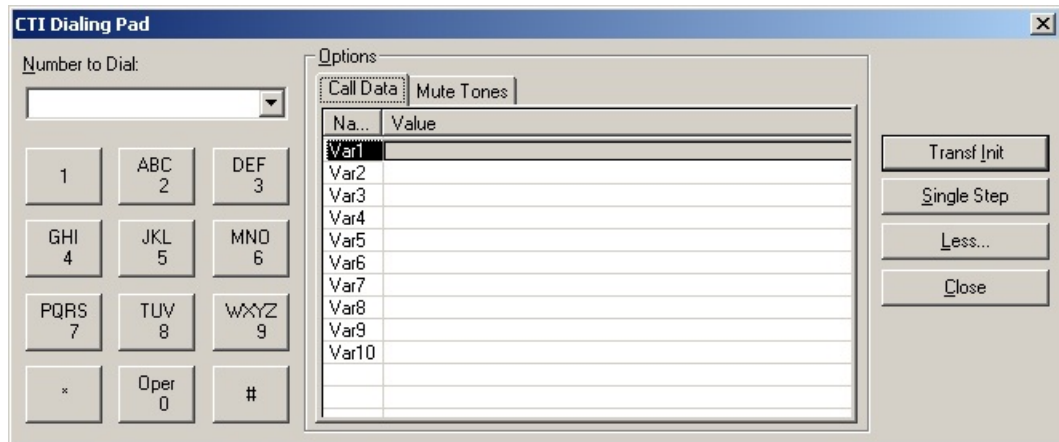 CTI Dialing Pad
Number to Dial:
1
ABC
2
DEF
3
GHI
4
JKL
5
MNO
6
PQRS
7
TUV
8
WXYZ
9
*
Oper
0
#
Options
Call Data Mute Tones
Na... Value
Var1
Var2
Var3
Var4
Var5
Var6
Var7
Var8
Var9
Var10
Transf Init
Single Step
Less...
Close